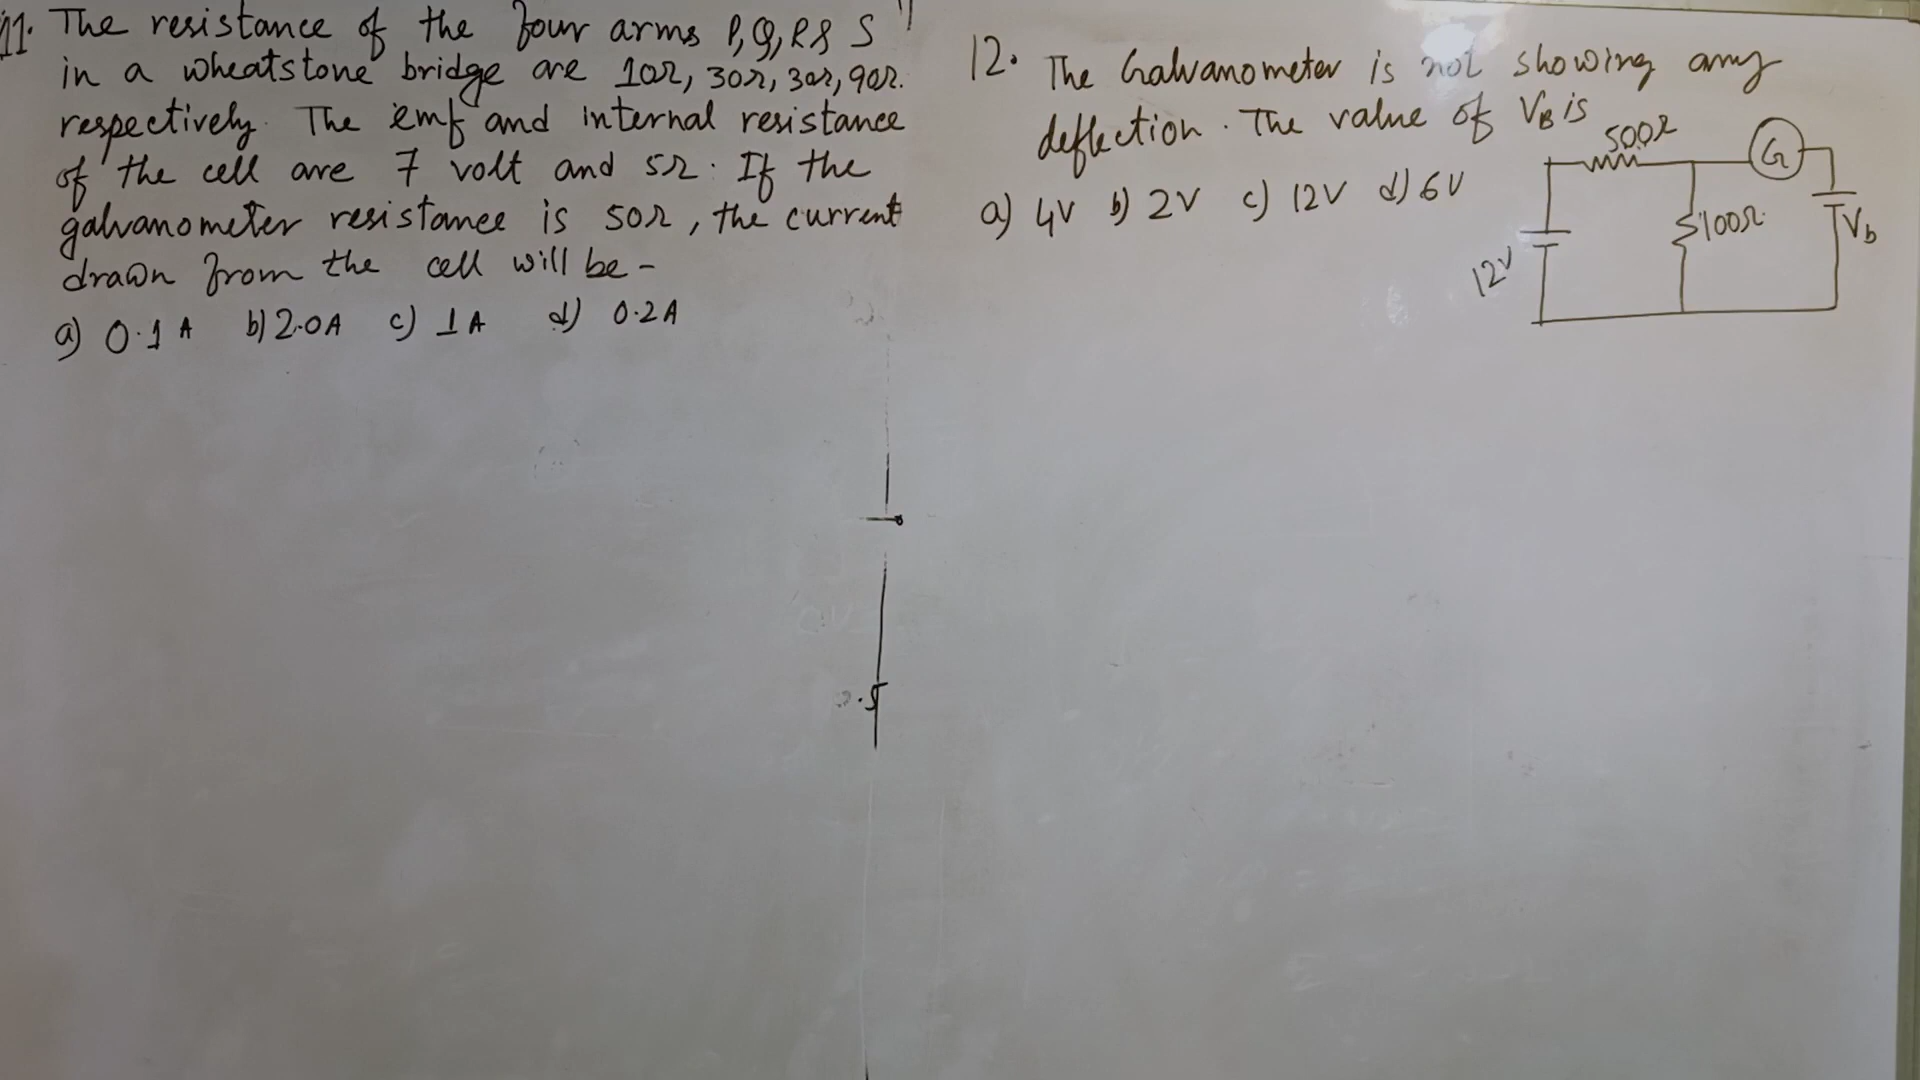 11. The resistance of the four arms P, Q, R & S
in a wheatstone bridge are 10Ω, 30Ω, 30Ω, 90Ω.
respectively. The emf and internal resistance
of the cell are 7 volt and 5Ω. If the
galvanometer resistance is 50Ω, the current
drawn from the cell will be -
a) 0.1 A b) 2.0A c) 1A d) 0.2A
12. The Galvanometer is not showing any
deflection. The value of VB is
a) 4V b) 2V c) 12V d) 6V
500Ω
G
100Ω
Vb
12V
.5